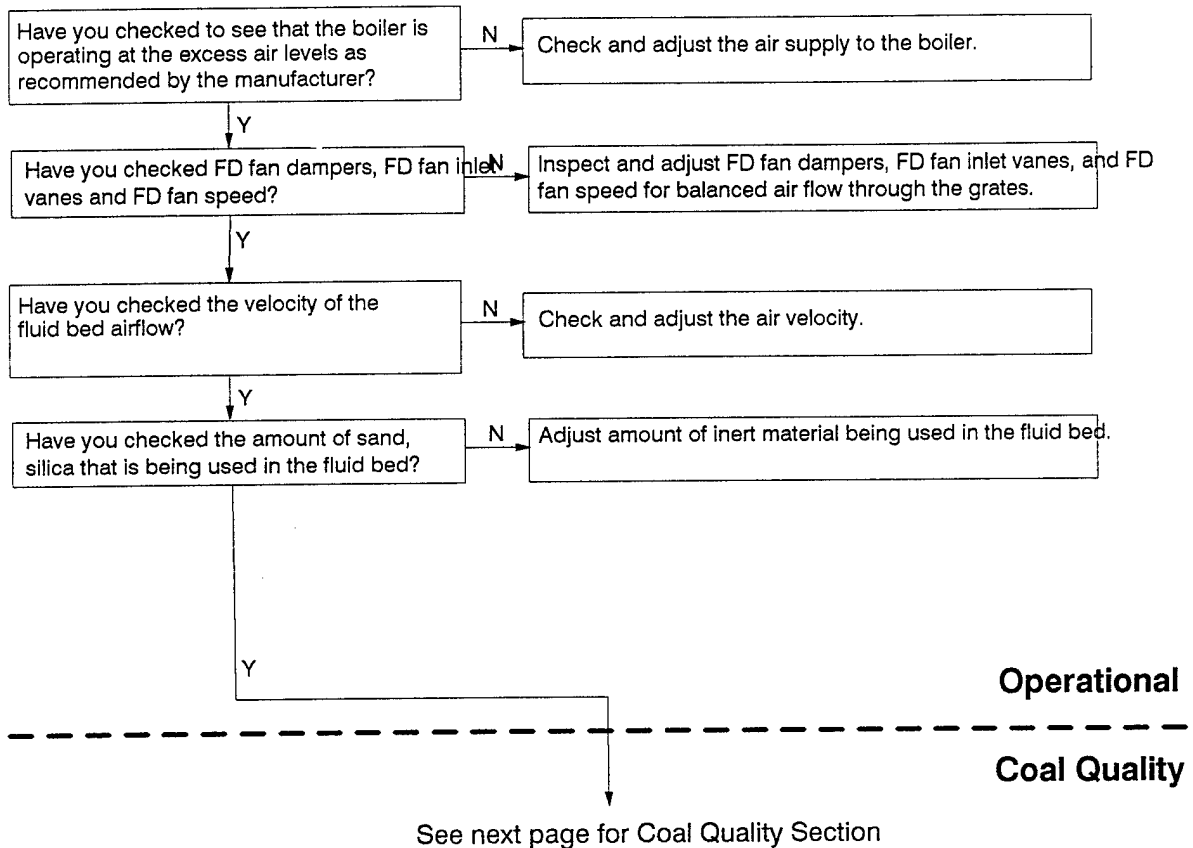 Have you checked to see that the boiler is
operating at the excess air levels as
recommended by the manufacturer?
N
Check and adjust the air supply to the boiler.
Y
Have you checked FD fan dampers, FD fan inlet
vanes and FD fan speed?
N
Inspect and adjust FD fan dampers, FD fan inlet vanes, and FD
fan speed for balanced air flow through the grates.
Y
Have you checked the velocity of the
fluid bed airflow?
N
Check and adjust the air velocity.
Y
Have you checked the amount of sand,
silica that is being used in the fluid bed?
N
Adjust amount of inert material being used in the fluid bed.
Y
Operational
Coal Quality
See next page for Coal Quality Section